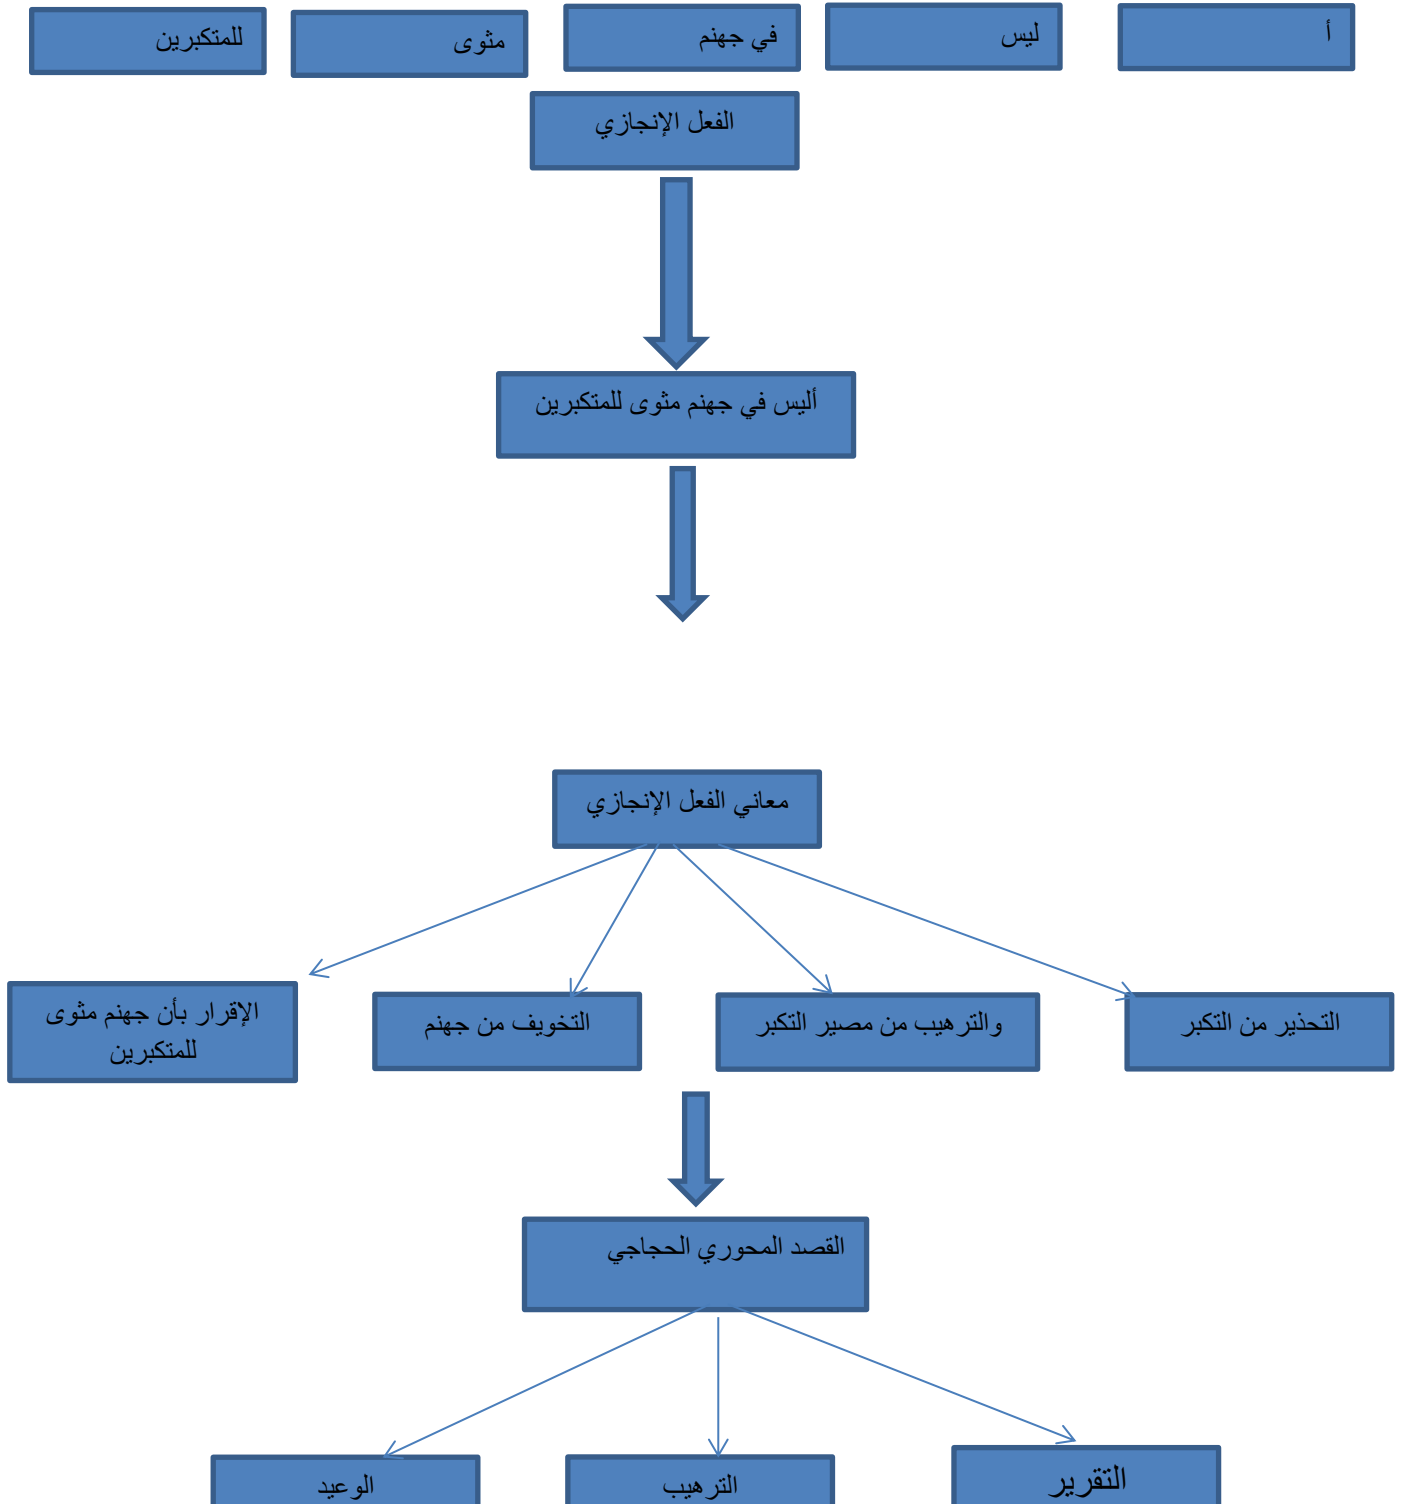 أ
ليس
في جهنم
مثوى
للمتكبرين
الفعل الإنجازي
أليس في جهنم مثوى للمتكبرين
معاني الفعل الإنجازي
التحذير من التكبر
والترهيب من مصير التكبر
التخويف من جهنم
الإقرار بأن جهنم مثوى
للمتكبرين
القصد المحوري الحجاجي
التقرير
الترهيب
الوعيد